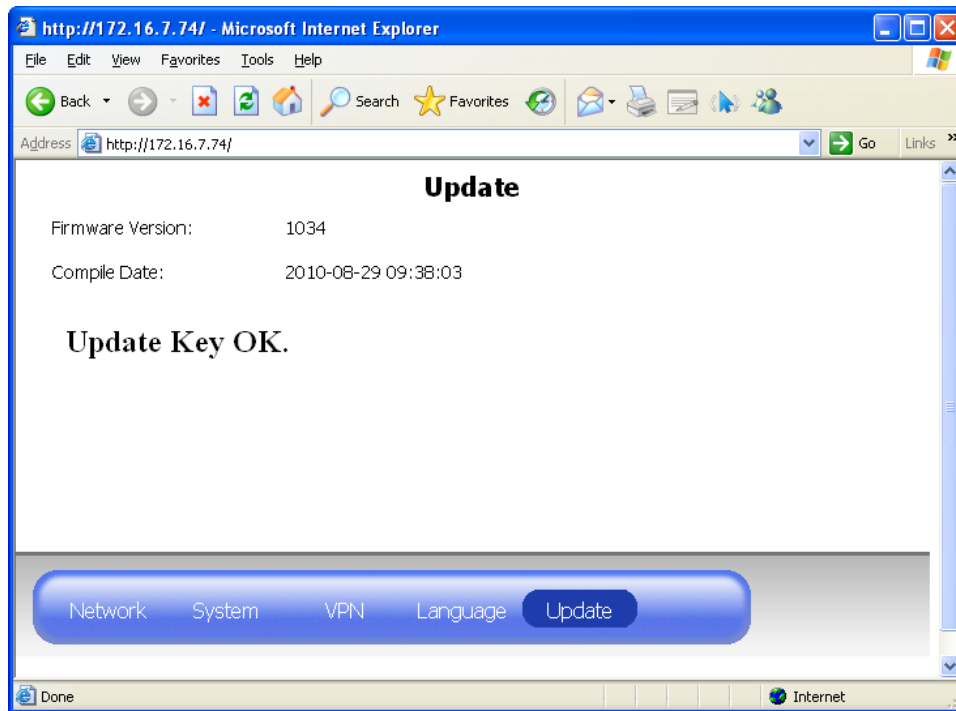 http://172.16.7.74/ - Microsoft Internet Explorer
File Edit View Favorites Tools Help
Back Search Favorites
Address http://172.16.7.74/ Go Links »
Update
Firmware Version: 1034
Compile Date: 2010-08-29 09:38:03
Update Key OK.
Network System VPN Language Update
Done Internet